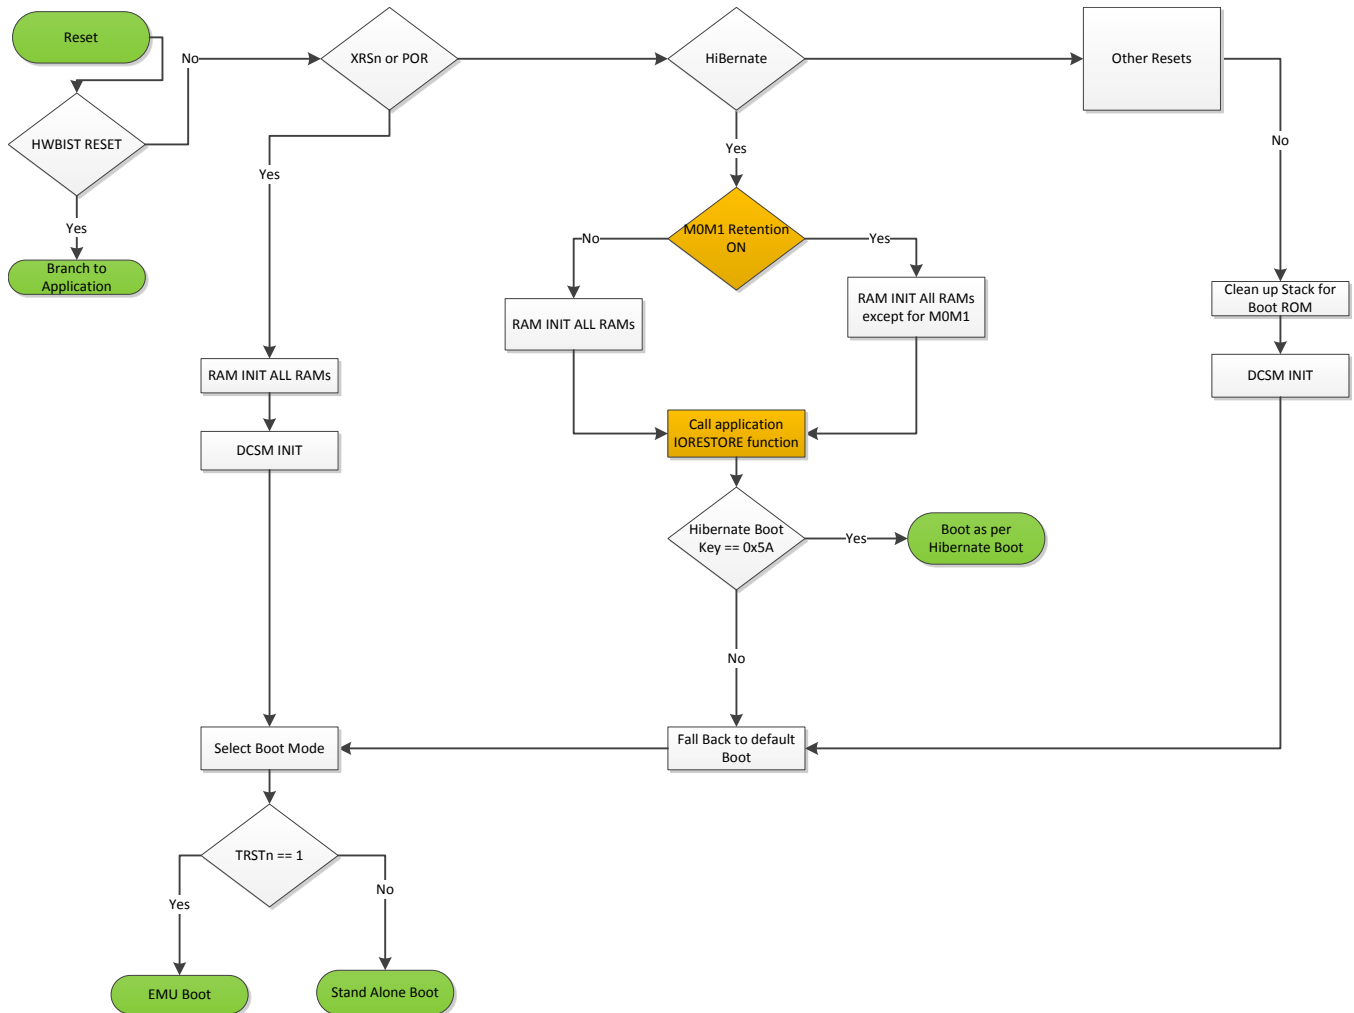 Reset
No
XRSn or POR
HiBernate
Other Resets
HWBIST RESET
No
Yes
Yes
Yes
Branch to
Application
M0M1 Retention
ON
No
Yes
RAM INIT ALL RAMs
RAM INIT All RAMs
except for M0M1
Clean up Stack for
Boot ROM
RAM INIT ALL RAMs
DCSM INIT
Call application
IORESTORE function
DCSM INIT
Hibernate Boot
Key == 0x5A
Yes
Boot as per
Hibernate Boot
No
Select Boot Mode
Fall Back to default
Boot
TRSTn == 1
Yes
No
EMU Boot
Stand Alone Boot